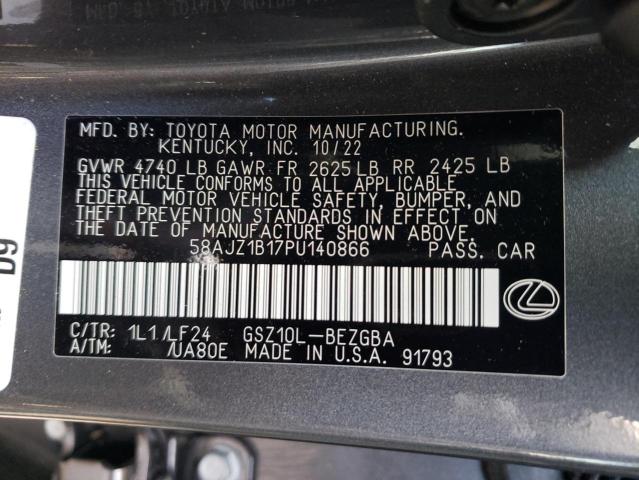 MFD. BY: TOYOTA MOTOR MANUFACTURING.
KENTUCKY, INC. 10/22
GVWR 4740 LB GAWR FR 2625 LB RR 2425 LB
THIS VEHICLE CONFORMS TO ALL APPLICABLE
FEDERAL MOTOR VEHICLE SAFETY, BUMPER, AND
THEFT PREVENTION STANDARDS IN EFFECT ON
THE DATE OF MANUFACTURE SHOWN ABOVE.
58AJZ1B17PU140866 PASS. CAR
C/TR: 1L1/LF24 GSZ10L-BEZGBA
A/TM: /UA80E MADE IN U.S.A. 91793
D9